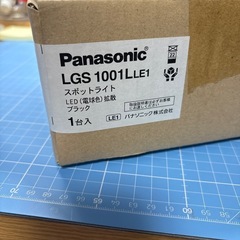 Panasonic
LGS 1001L LE1
スポットライト
LED(電球色)拡散
ブラック
1台入
LE1 パナソニック株式会社